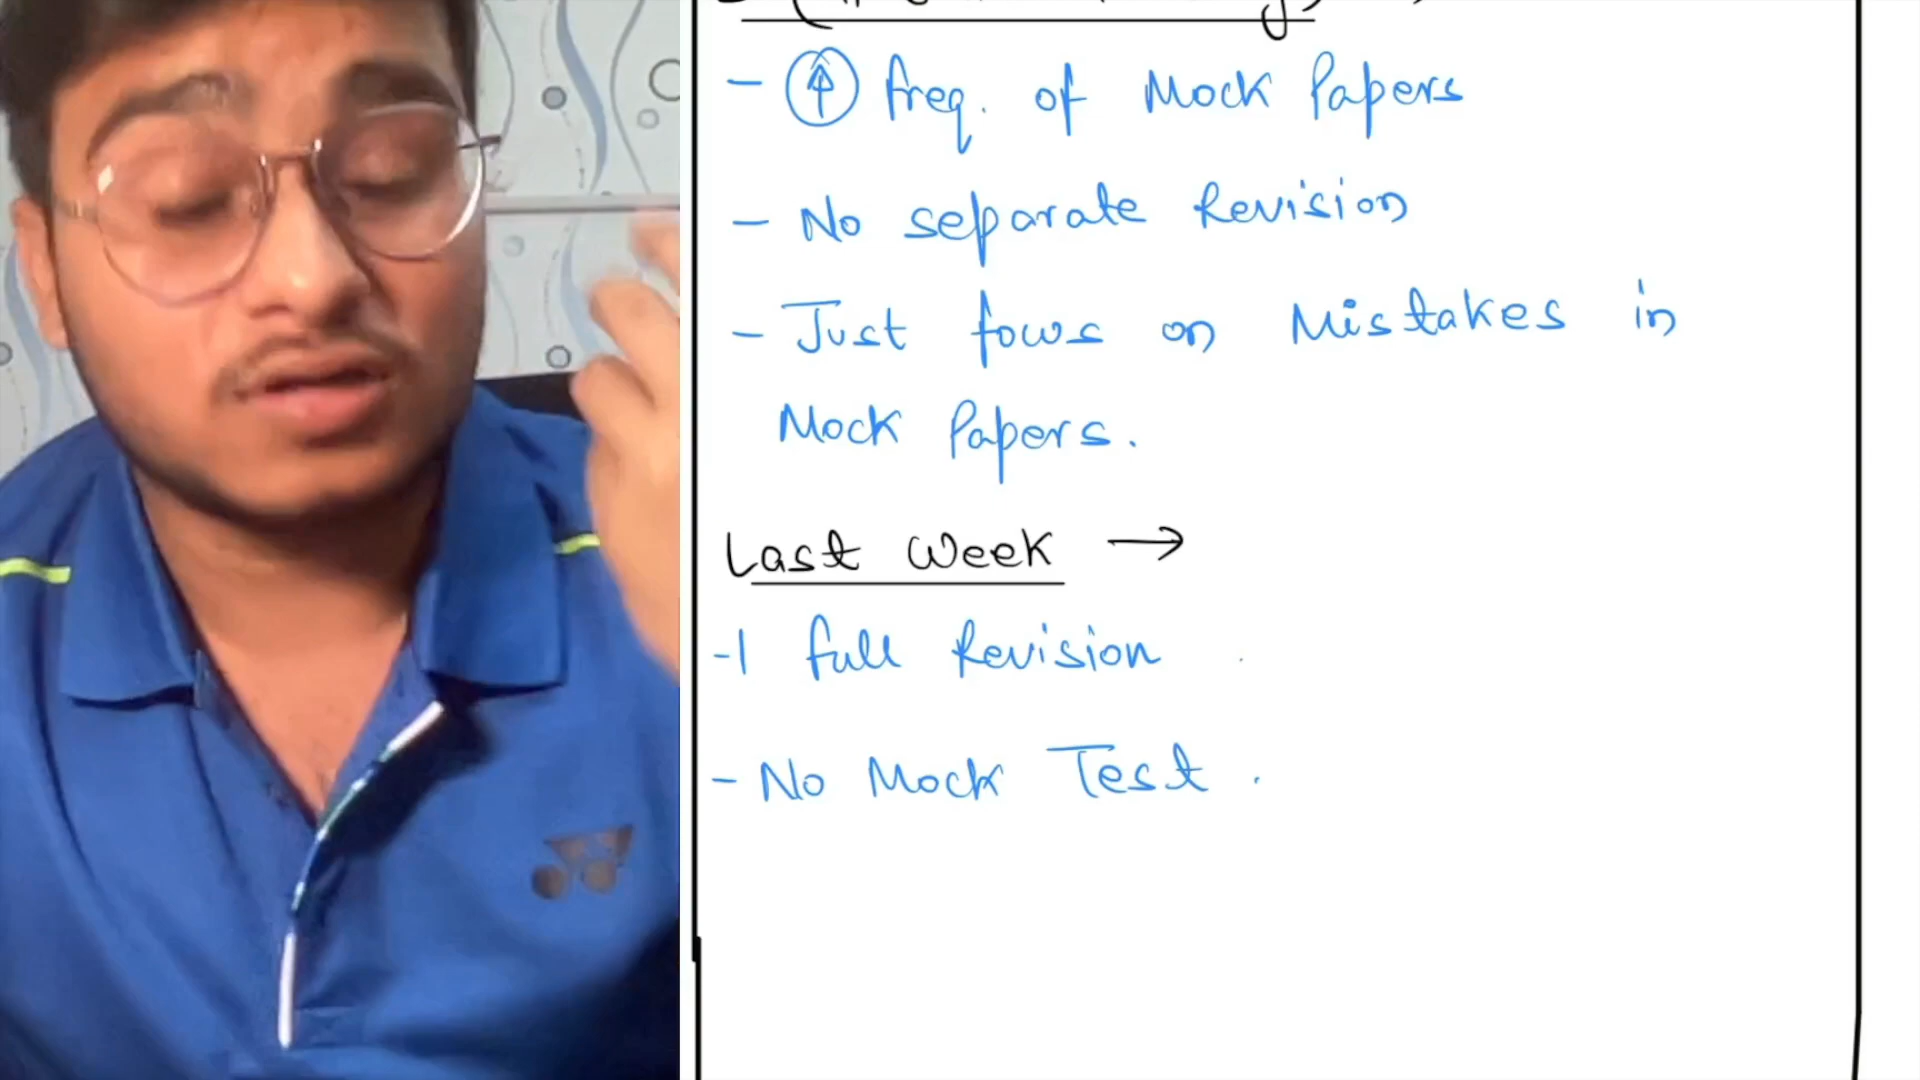 - ↑ freq. of Mock Papers
- No separate Revision
- Just focus on Mistakes in
Mock Papers.
Last Week →
-1 full Revision
- No Mock Test.